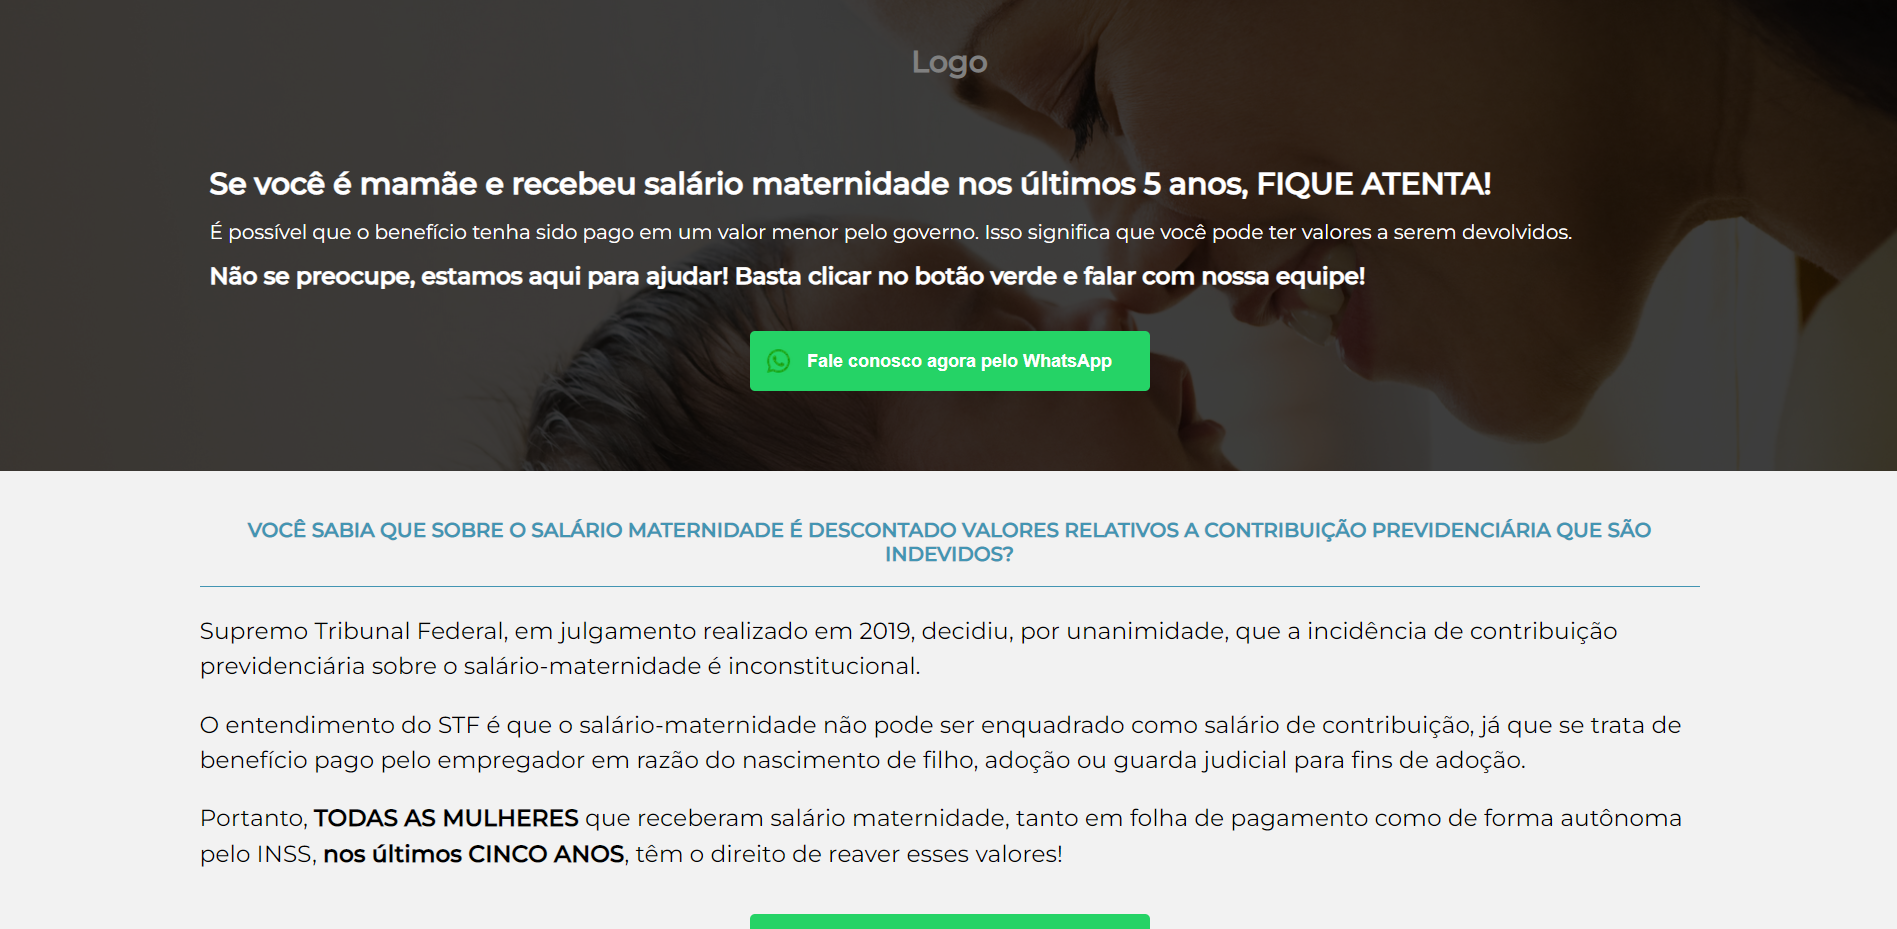 Logo
Se você é mamãe e recebeu salário maternidade nos últimos 5 anos, FIQUE ATENTA!
É possível que o benefício tenha sido pago em um valor menor pelo governo. Isso significa que você pode ter valores a serem devolvidos.
Não se preocupe, estamos aqui para ajudar! Basta clicar no botão verde e falar com nossa equipe!
Fale conosco agora pelo WhatsApp
VOCÊ SABIA QUE SOBRE O SALÁRIO MATERNIDADE É DESCONTADO VALORES RELATIVOS A CONTRIBUIÇÃO PREVIDENCIÁRIA QUE SÃO
INDEVIDOS?
Supremo Tribunal Federal, em julgamento realizado em 2019, decidiu, por unanimidade, que a incidência de contribuição
previdenciária sobre o salário-maternidade é inconstitucional.
O entendimento do STF é que o salário-maternidade não pode ser enquadrado como salário de contribuição, já que se trata de
benefício pago pelo empregador em razão do nascimento de filho, adoção ou guarda judicial para fins de adoção.
Portanto, TODAS AS MULHERES que receberam salário maternidade, tanto em folha de pagamento como de forma autônoma
pelo INSS, nos últimos CINCO ANOS, têm o direito de reaver esses valores!